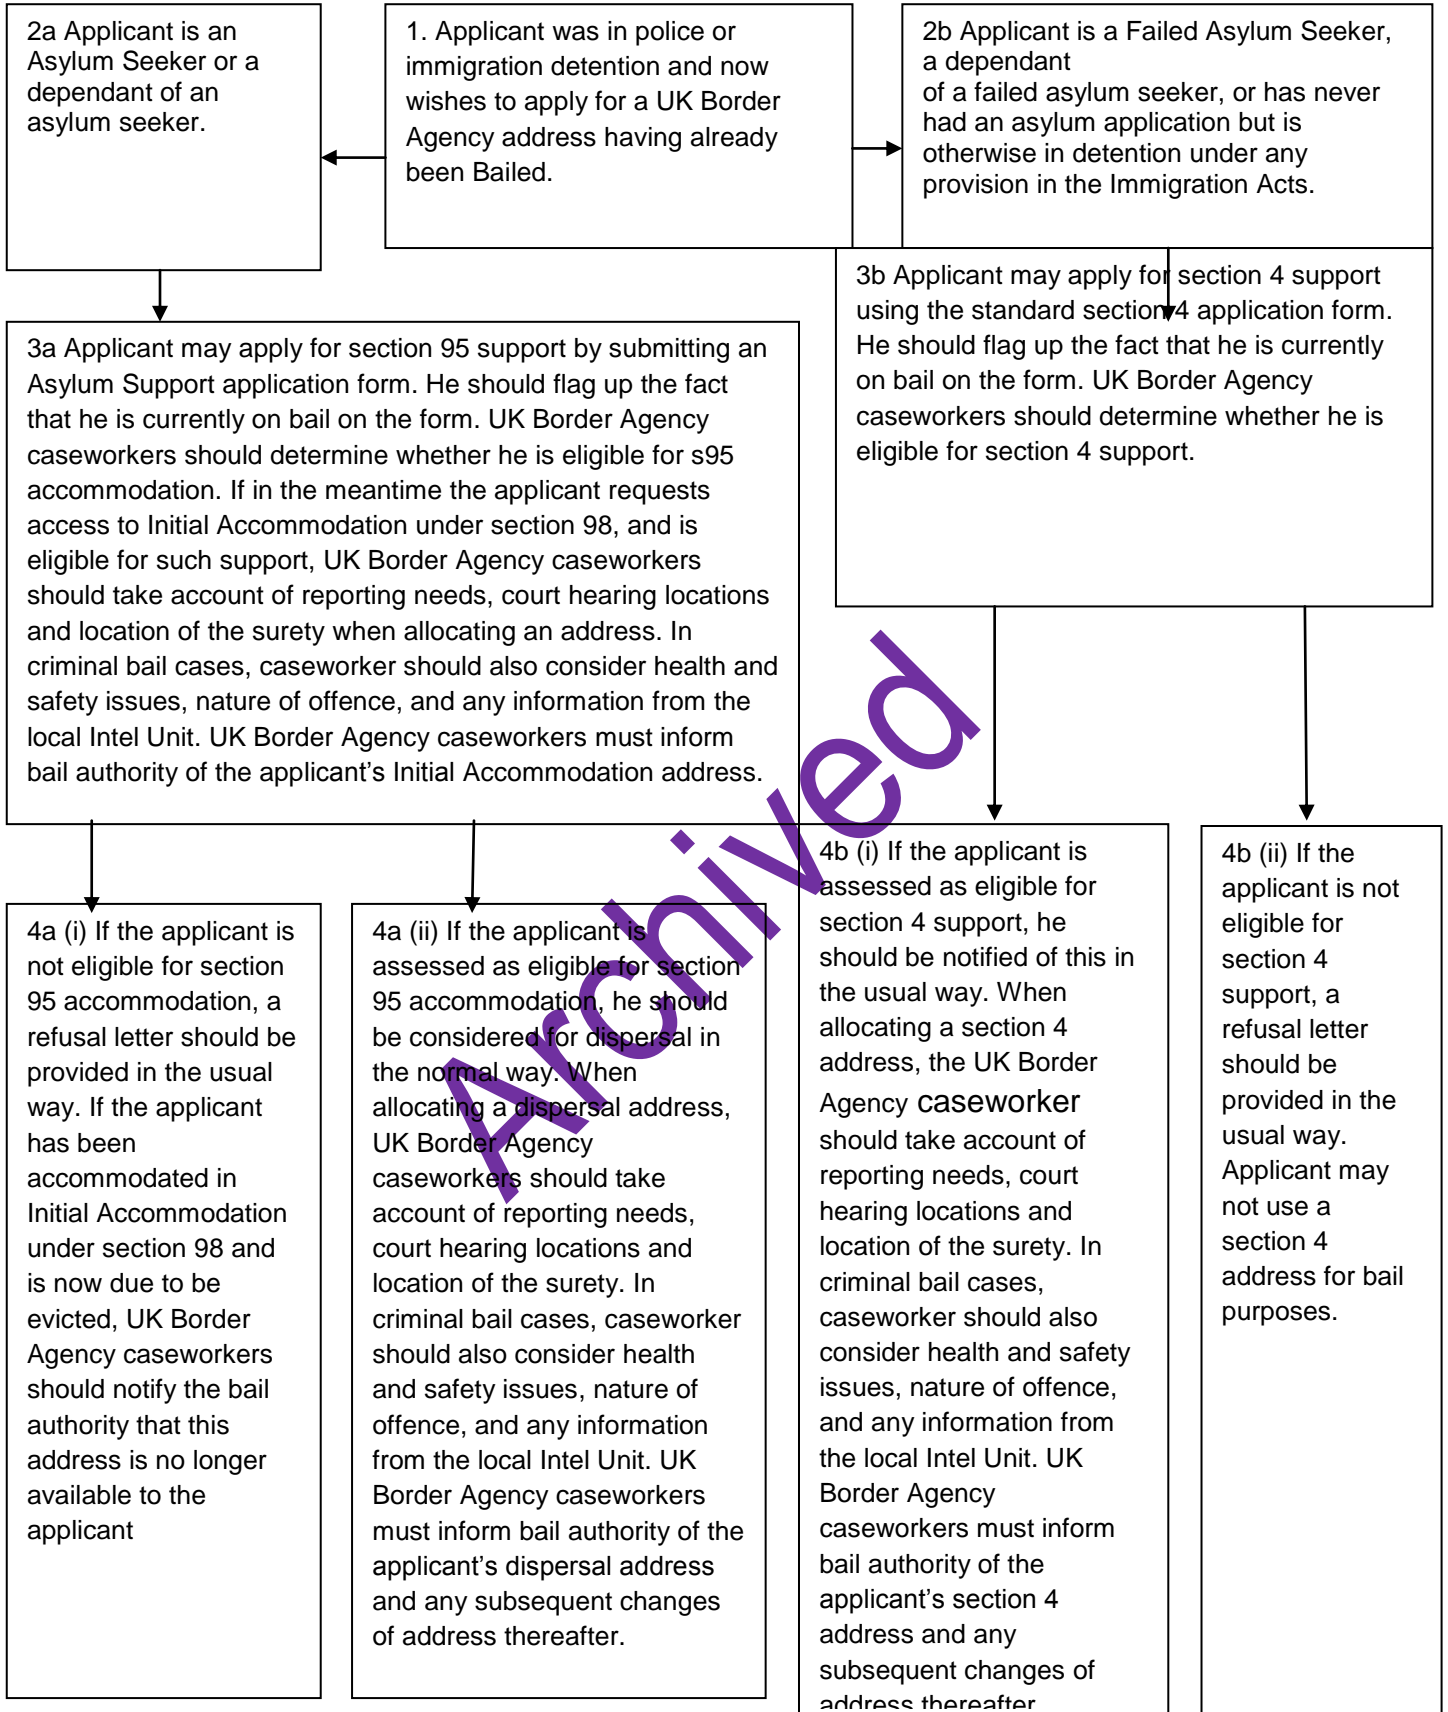 2a Applicant is an
Asylum Seeker or a
dependant of an
asylum seeker.
1. Applicant was in police or
immigration detention and now
wishes to apply for a UK Border
Agency address having already
been Bailed.
2b Applicant is a Failed Asylum Seeker,
a dependant
of a failed asylum seeker, or has never
had an asylum application but is
otherwise in detention under any
provision in the Immigration Acts.
3a Applicant may apply for section 95 support by submitting an
Asylum Support application form. He should flag up the fact
that he is currently on bail on the form. UK Border Agency
caseworkers should determine whether he is eligible for s95
accommodation. If in the meantime the applicant requests
access to Initial Accommodation under section 98, and is
eligible for such support, UK Border Agency caseworkers
should take account of reporting needs, court hearing locations
and location of the surety when allocating an address. In
criminal bail cases, caseworker should also consider health and
safety issues, nature of offence, and any information from the
local Intel Unit. UK Border Agency caseworkers must inform
bail authority of the applicant's Initial Accommodation address.
3b Applicant may apply for section 4 support
using the standard section 4 application form.
He should flag up the fact that he is currently
on bail on the form. UK Border Agency
caseworkers should determine whether he is
eligible for section 4 support.
4a (i) If the applicant is
not eligible for section
95 accommodation, a
refusal letter should be
provided in the usual
way. If the applicant
has been
accommodated in
Initial Accommodation
under section 98 and
is now due to be
evicted, UK Border
Agency caseworkers
should notify the bail
authority that this
address is no longer
available to the
applicant
4a (ii) If the applicant is
assessed as eligible for section
95 accommodation, he should
be considered for dispersal in
the normal way. When
allocating a dispersal address,
UK Border Agency
caseworkers should take
account of reporting needs,
court hearing locations and
location of the surety. In
criminal bail cases, caseworker
should also consider health
and safety issues, nature of
offence, and any information
from the local Intel Unit. UK
Border Agency caseworkers
must inform bail authority of the
applicant's dispersal address
and any subsequent changes
of address thereafter.
4b (i) If the applicant is
assessed as eligible for
section 4 support, he
should be notified of this in
the usual way. When
allocating a section 4
address, the UK Border
Agency caseworker
should take account of
reporting needs, court
hearing locations and
location of the surety. In
criminal bail cases,
caseworker should also
consider health and safety
issues, nature of offence,
and any information from
the local Intel Unit. UK
Border Agency
caseworkers must inform
bail authority of the
applicant's section 4
address and any
subsequent changes of
address thereafter
4b (ii) If the
applicant is not
eligible for
section 4
support, a
refusal letter
should be
provided in the
usual way.
Applicant may
not use a
section 4
address for bail
purposes.
Archived